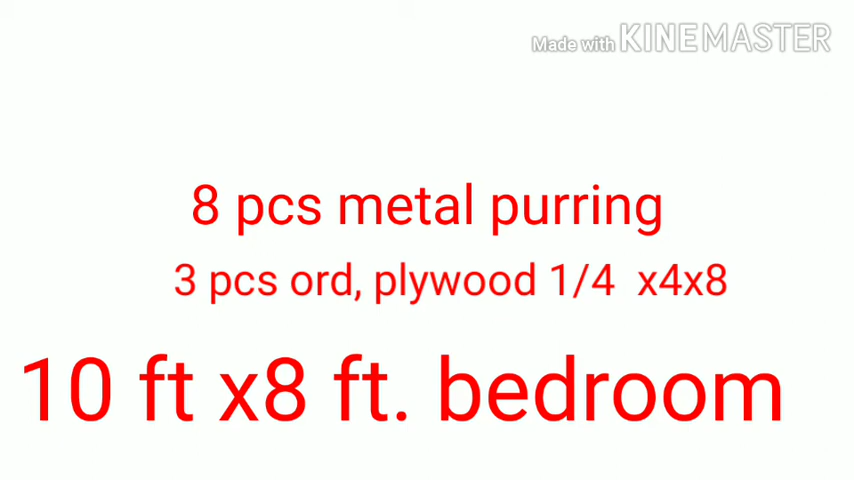 Made with KINEMASTER
8 pcs metal purring
3 pcs ord, plywood 1/4 x4x8
10 ft x8 ft. bedroom